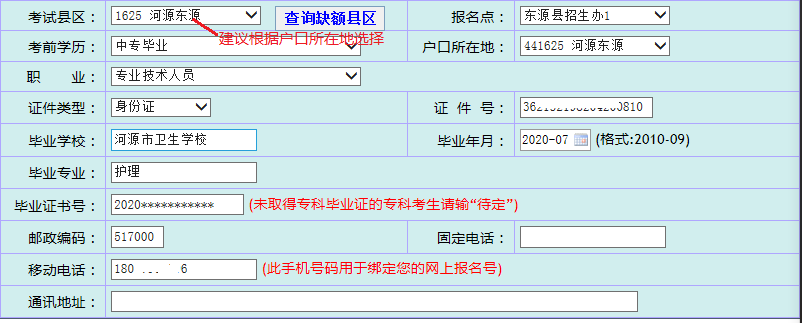 考试县区： 1625 河源东源 查询缺额县区 报名点： 东源县招生办1
建议根据户口所在地选择
考前学历： 中专毕业 户口所在地： 441625 河源东源
职 业： 专业技术人员
证件类型： 身份证 证 件 号：
毕业学校： 河源市卫生学校 毕业年月： 2020-07 (格式:2010-09)
毕业专业： 护理
毕业证书号： 2020*********** (未取得专科毕业证的专科考生请输“待定”)
邮政编码： 517000 固定电话：
移动电话： (此手机号码用于绑定您的网上报名号)
通讯地址：